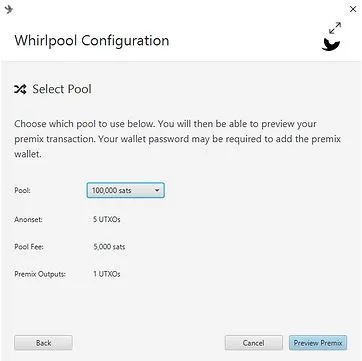 Whirlpool Configuration
Select Pool
Choose which pool to use below. You will then be able to preview your
premix transaction. Your wallet password may be required to add the premix
wallet.
Pool: 100,000 sats
Anonset: 5 UTXOs
Pool Fee: 5,000 sats
Premix Outputs: 1 UTXOs
Back Cancel Preview Premix